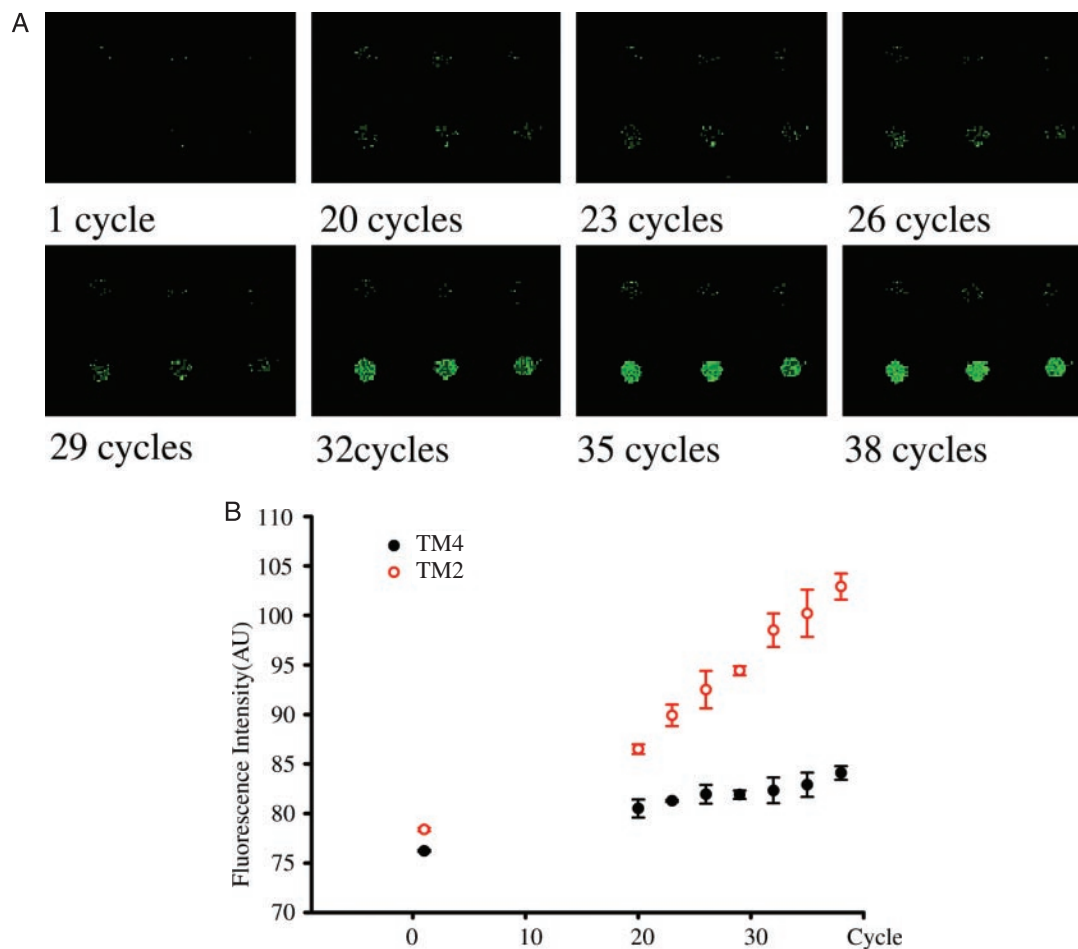 A
1 cycle
20 cycles
23 cycles
26 cycles
29 cycles
32cycles
35 cycles
38 cycles
B
110
105
100
95
90
85
80
75
70
Fluorescence Intensity(AU)
TM4
TM2
0
10
20
30
Cycle